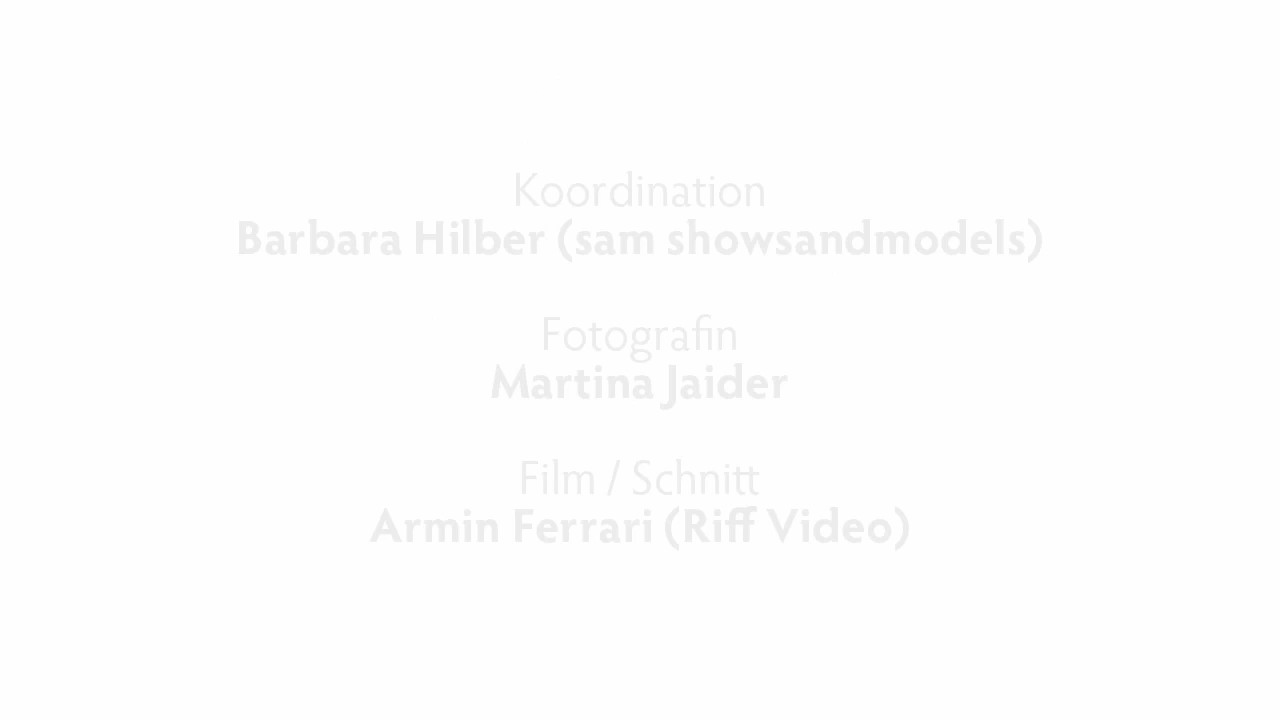 Koordination
Barbara Hilber (sam showsandmodels)
Fotografin
Martina Jaider
Film / Schnitt
Armin Ferrari (Riff Video)